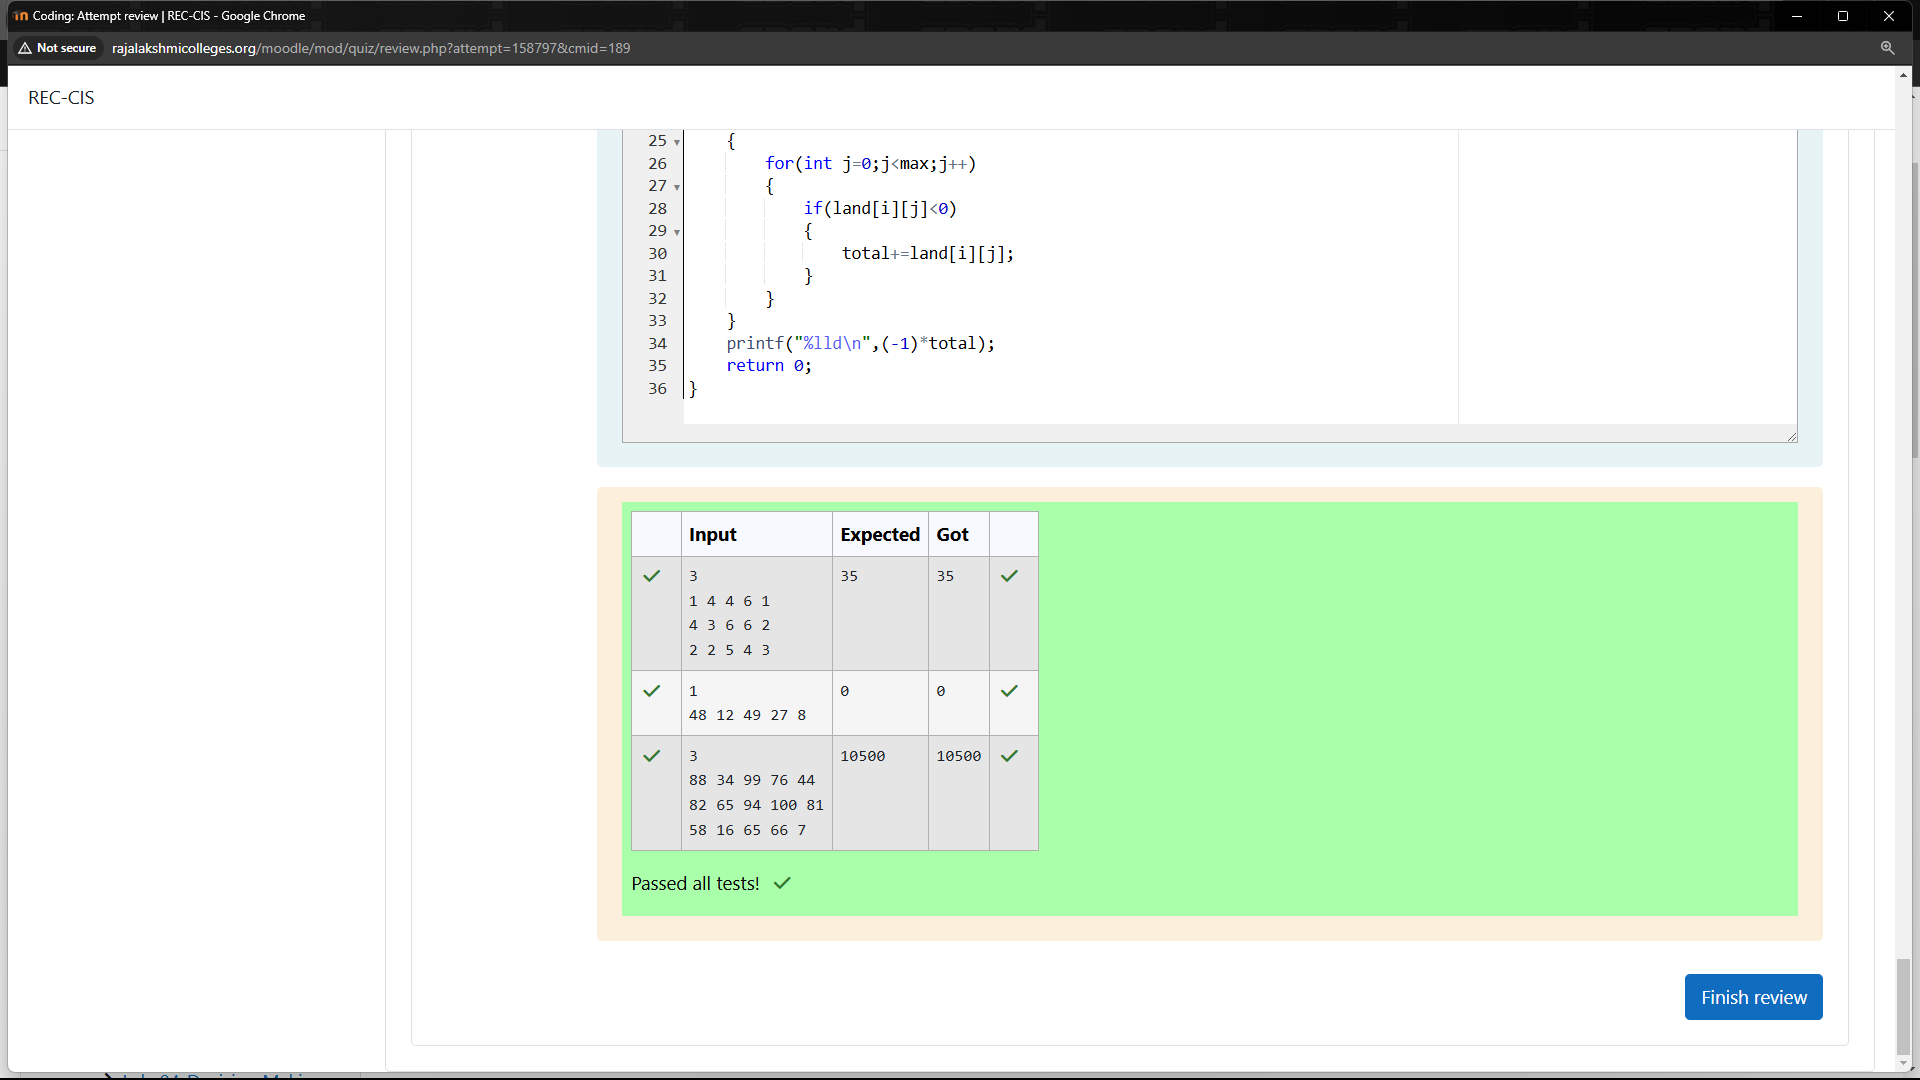 Coding: Attempt review | REC-CIS - Google Chrome
Not secure rajalakshmicolleges.org/moodle/mod/quiz/review.php?attempt=158797&cmid=189
REC-CIS
25 {
26 for(int j=0;j<max;j++)
27 {
28 if(land[i][j]<0)
29 {
30 total+=land[i][j];
31 }
32 }
33 }
34 printf("%lld\n",(-1)*total);
35 return 0;
36 }
Input Expected Got
3 35 35
1 4 4 6 1
4 3 6 6 2
2 2 5 4 3
1 0 0
48 12 49 27 8
3 10500 10500
88 34 99 76 44
82 65 94 100 81
58 16 65 66 7
Passed all tests!
Finish review